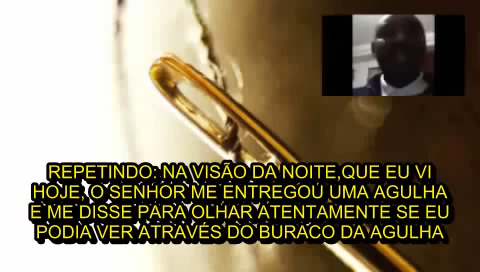 REPETINDO: NA VISÃO DA NOITE,QUE EU VI
HOJE, O SENHOR ME ENTREGOU UMA AGULHA
E ME DISSE PARA OLHAR ATENTAMENTE SE EU
PODIA VER ATRAVÉS DO BURACO DA AGULHA